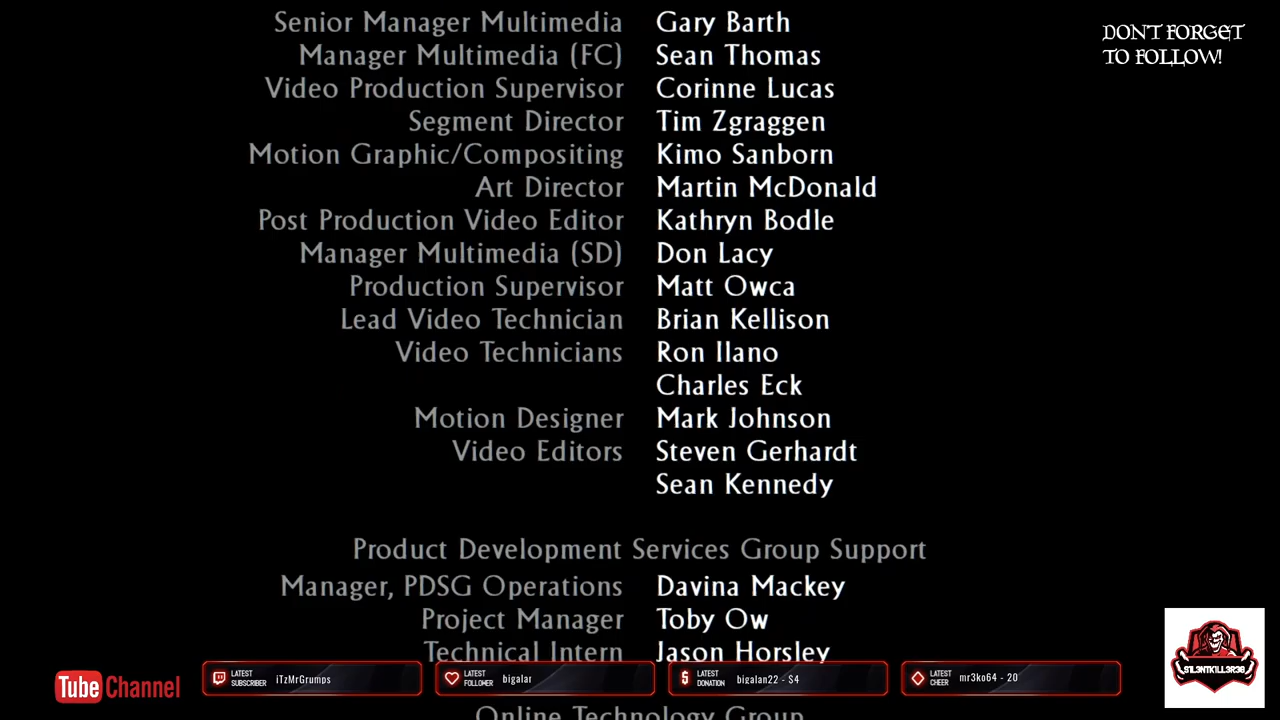 Senior Manager Multimedia Gary Barth
Manager Multimedia (FC) Sean Thomas
Video Production Supervisor Corinne Lucas
Segment Director Tim Zgraggen
Motion Graphic/Compositing Kimo Sanborn
Art Director Martin McDonald
Post Production Video Editor Kathryn Bodle
Manager Multimedia (SD) Don Lacy
Production Supervisor Matt Owca
Lead Video Technician Brian Kellison
Video Technicians Ron Ilano
Charles Eck
Motion Designer Mark Johnson
Video Editors Steven Gerhardt
Sean Kennedy
Product Development Services Group Support
Manager, PDSG Operations Davina Mackey
Project Manager Toby Ow
Technical Intern Jason Horsley
Online Technology Group
DONT FORGET
TO FOLLOW!
YouTube Channel
LATEST SUBSCRIBER iTzMrGrumps
LATEST FOLLOWER bigalar
LATEST DONATION bigalan22 - $4
LATEST CHEER mr3ko64 - 20
S1L3NTK1LL3R38